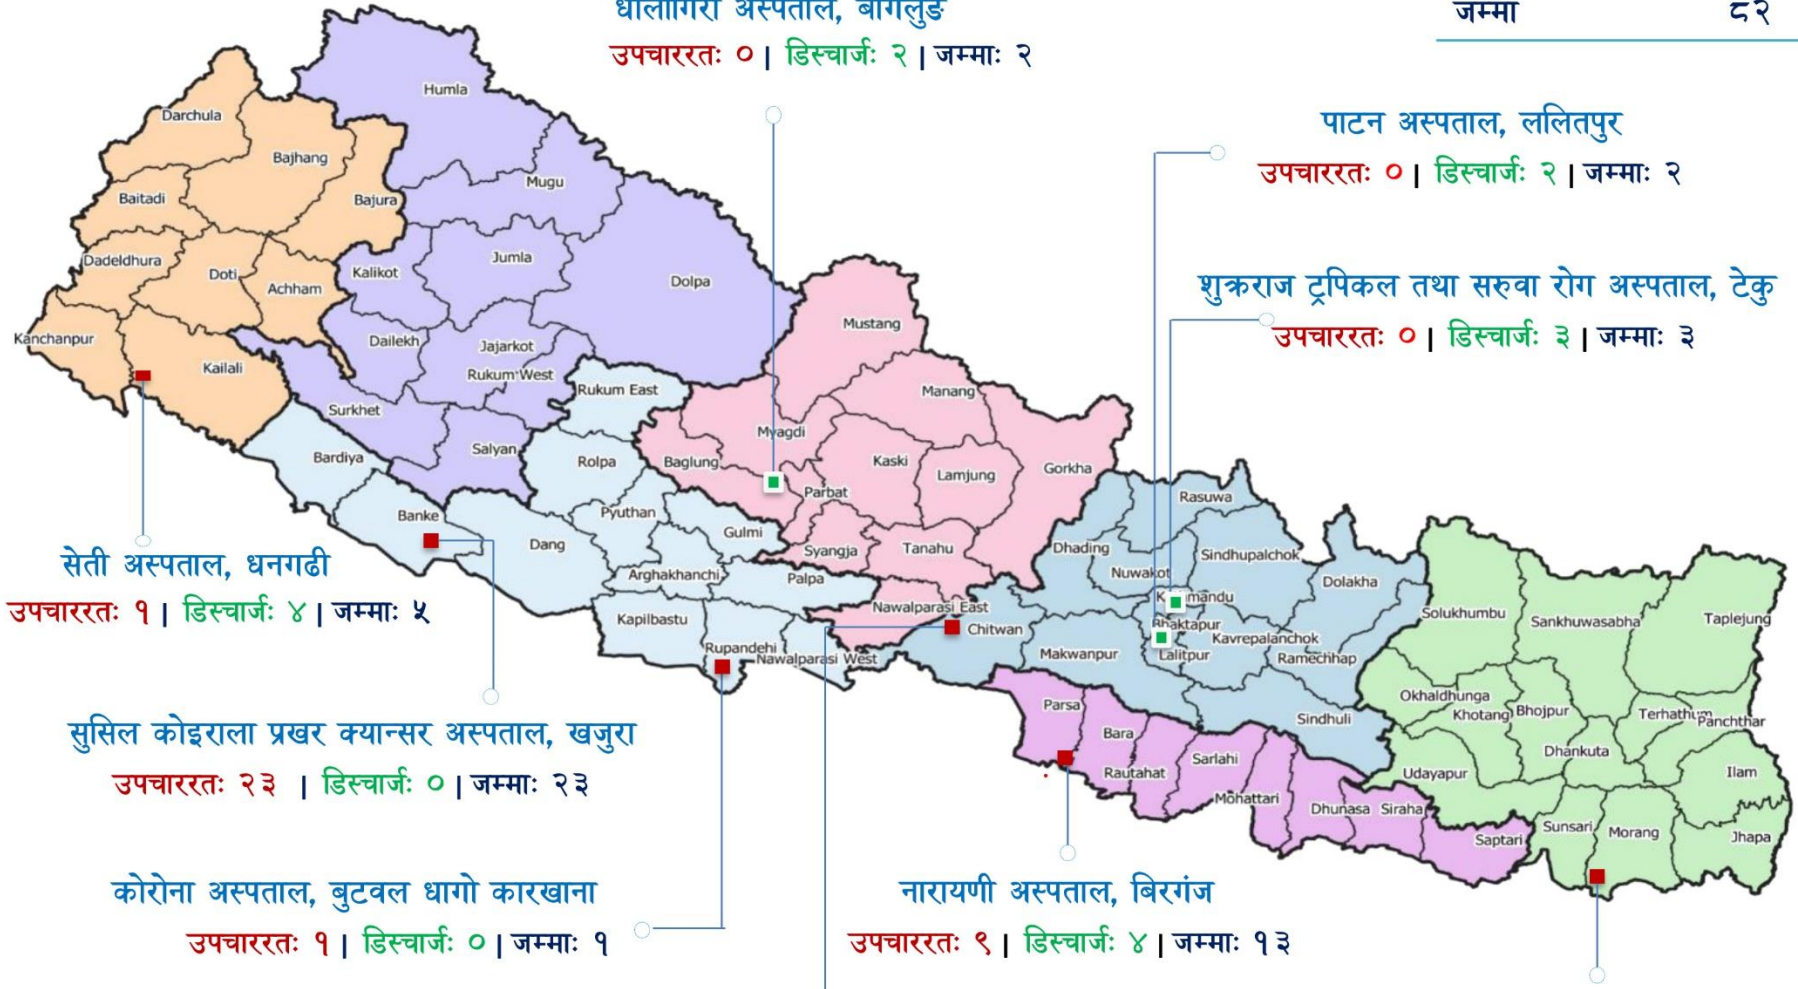 धौलागिरी अस्पताल, बागलुङ
उपचाररतः ० | डिस्चार्जः २ | जम्माः २
जम्मा ८२
पाटन अस्पताल, ललितपुर
उपचाररतः ० | डिस्चार्जः २ | जम्माः २
शुक्रराज ट्रपिकल तथा सरुवा रोग अस्पताल, टेकु
उपचाररतः ० | डिस्चार्जः ३ | जम्माः ३
Humla
Darchula
Bajhang
Mugu
Baitadi
Bajura
Dadeldhura
Doti
Achham
Kalikot
Jumla
Dolpa
Kanchanpur
Kailali
Dailekh
Jajarkot
Rukum West
Rukum East
Surkhet
Salyan
Mustang
Manang
Myagdi
Baglung
Kaski
Lamjung
Gorkha
Parbat
Syangja
Tanahu
Nawalparasi East
Bardiya
Banke
Rolpa
Pyuthan
Dang
Gulmi
Arghakhanchi
Palpa
Kapilbastu
Rupandehi
Nawalparasi West
Rasuwa
Dhading
Nuwakot
Sindhupalchok
Dolakha
Bhaktapur
Kavrepalanchok
Lalitpur
Ramechhap
Chitwan
Makwanpur
Sindhuli
Parsa
Bara
Rautahat
Sarlahi
Mohattari
Dhunasa
Siraha
Saptari
Solukhumbu
Sankhuwasabha
Taplejung
Okhaldhunga
Khotang
Bhojpur
Terhathum
Panchthar
Dhankuta
Udayapur
Ilam
Sunsari
Morang
Jhapa
सेती अस्पताल, धनगढी
उपचाररतः १ | डिस्चार्जः ४ | जम्माः ५
सुसिल कोइराला प्रखर क्यान्सर अस्पताल, खजुरा
उपचाररतः २३ | डिस्चार्जः ० | जम्माः २३
कोरोना अस्पताल, बुटवल धागो कारखाना
उपचाररतः १ | डिस्चार्जः ० | जम्माः १
नारायणी अस्पताल, बिरगंज
उपचाररतः ९ | डिस्चार्जः ४ | जम्माः १३